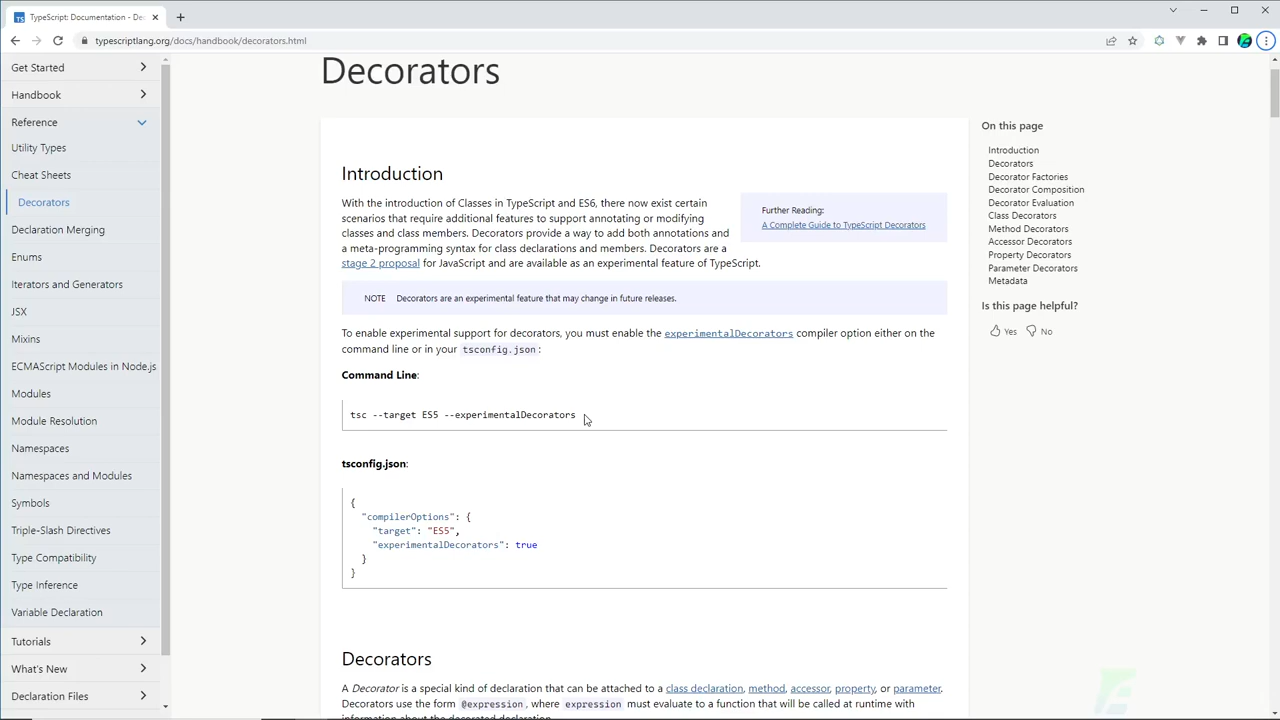 TypeScript: Documentation - De
typescriptlang.org/docs/handbook/decorators.html
Get Started
Handbook
Reference
Utility Types
Cheat Sheets
Decorators
Declaration Merging
Enums
Iterators and Generators
JSX
Mixins
ECMAScript Modules in Node.js
Modules
Module Resolution
Namespaces
Namespaces and Modules
Symbols
Triple-Slash Directives
Type Compatibility
Type Inference
Variable Declaration
Tutorials
What's New
Declaration Files
Decorators
Introduction
With the introduction of Classes in TypeScript and ES6, there now exist certain
scenarios that require additional features to support annotating or modifying
classes and class members. Decorators provide a way to add both annotations and
a meta-programming syntax for class declarations and members. Decorators are a
stage 2 proposal for JavaScript and are available as an experimental feature of TypeScript.
Further Reading:
A Complete Guide to TypeScript Decorators
NOTE Decorators are an experimental feature that may change in future releases.
To enable experimental support for decorators, you must enable the experimentalDecorators compiler option either on the
command line or in your tsconfig.json:
Command Line:
tsc --target ES5 --experimentalDecorators
tsconfig.json:
{
"compilerOptions": {
"target": "ES5",
"experimentalDecorators": true
}
}
Decorators
A Decorator is a special kind of declaration that can be attached to a class declaration, method, accessor, property, or parameter.
Decorators use the form @expression, where expression must evaluate to a function that will be called at runtime with
information about the decorated declaration.
On this page
Introduction
Decorators
Decorator Factories
Decorator Composition
Decorator Evaluation
Class Decorators
Method Decorators
Accessor Decorators
Property Decorators
Parameter Decorators
Metadata
Is this page helpful?
Yes No